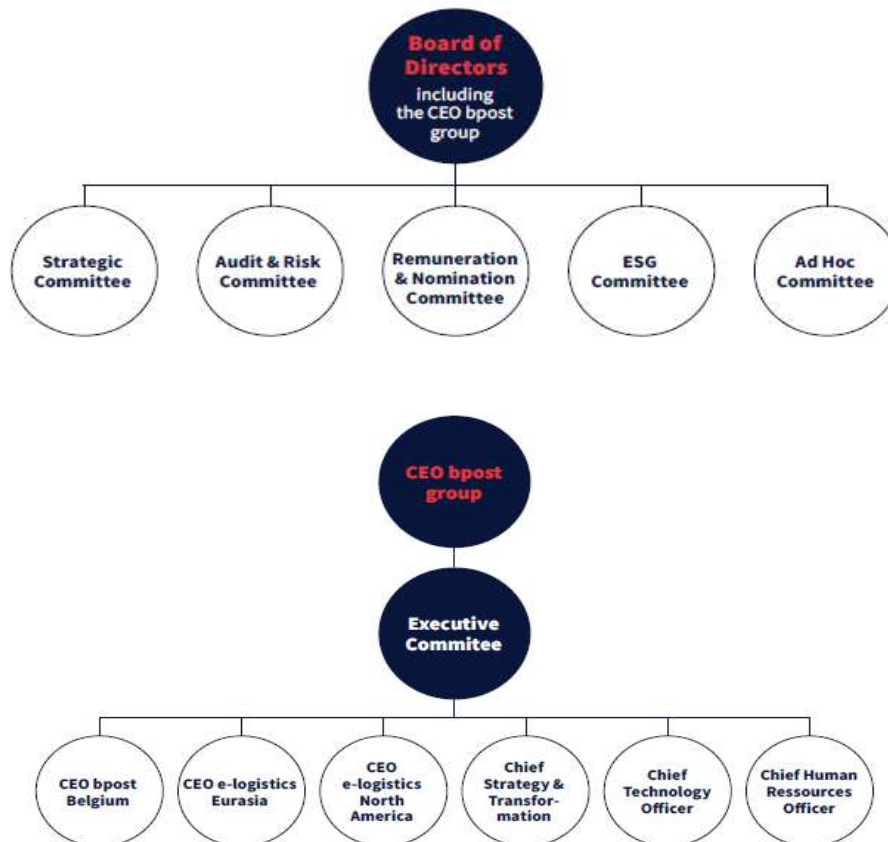 Board of
Directors
including
the CEO bpost
group
Strategic
Committee
Audit & Risk
Committee
Remuneration
& Nomination
Committee
ESG
Committee
Ad Hoc
Committee
CEO bpost
group
Executive
Commitee
CEO bpost
Belgium
CEO e-logistics
Eurasia
CEO
e-logistics
North
America
Chief
Strategy &
Transfor-
mation
Chief
Technology
Officer
Chief Human
Ressources
Officer